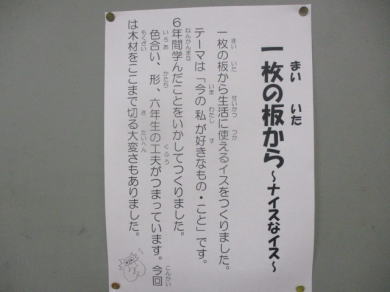 一枚の板から～ナイスなイス～
一枚の板から生活に使えるイスをつくりました。
テーマは「今の私が好きなもの・こと」です。
６年間学んだことをいかしてつくりました。
色合い、形、六年生の工夫がつまっています。今回
は木材をここまで切る大変さもありました。